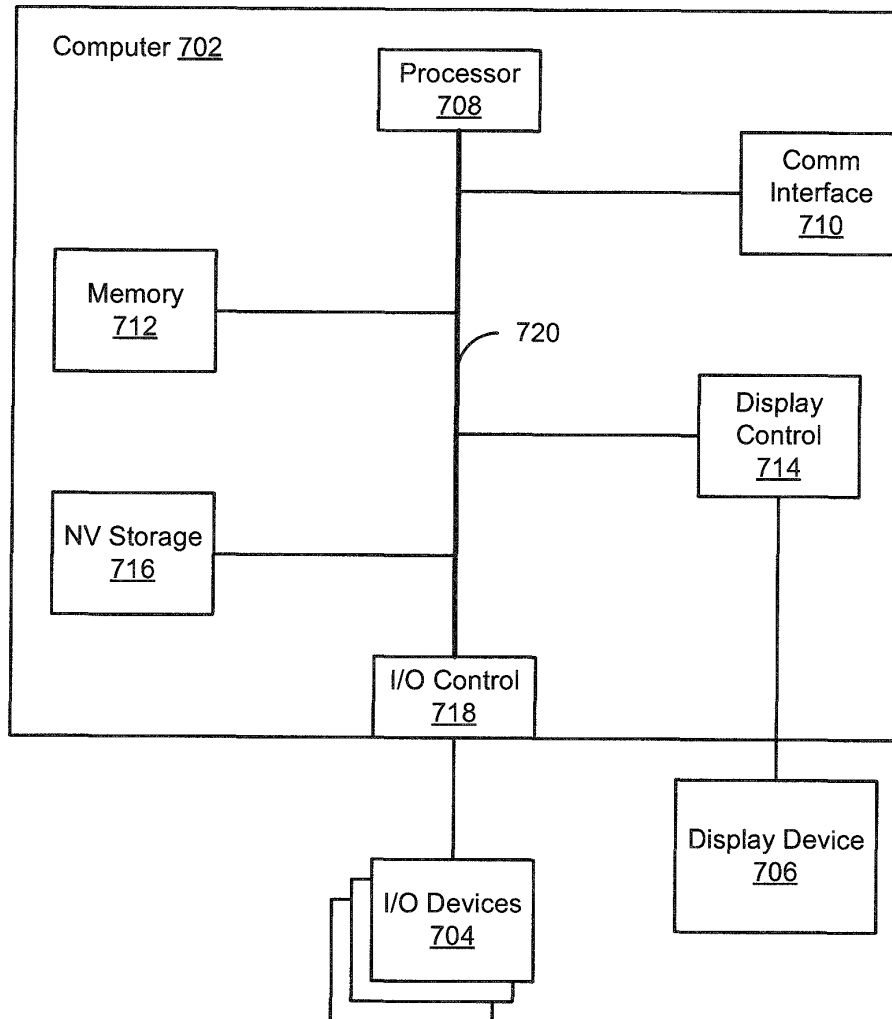 Computer 702
Processor
708
Comm
Interface
710
Memory
712
720
Display
Control
714
NV Storage
716
I/O Control
718
Display Device
706
I/O Devices
704